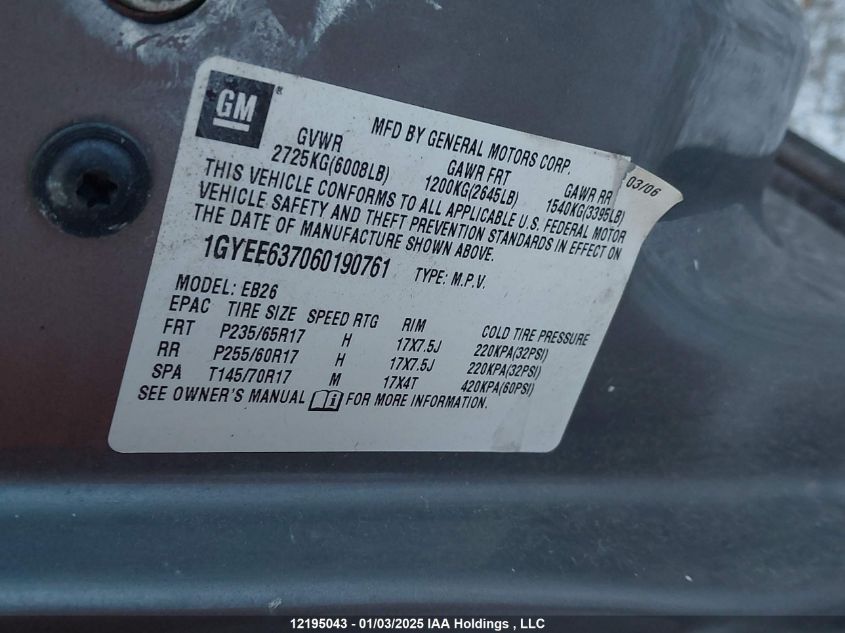 GM®
MFD BY GENERAL MOTORS CORP. 03/06
GVWR GAWR FRT GAWR RR
2725KG(6008LB) 1200KG(2645LB) 1540KG(3395LB)
THIS VEHICLE CONFORMS TO ALL APPLICABLE U.S. FEDERAL MOTOR
VEHICLE SAFETY AND THEFT PREVENTION STANDARDS IN EFFECT ON
THE DATE OF MANUFACTURE SHOWN ABOVE.
1GYEE637060190761 TYPE: M.P.V.
MODEL: EB26
EPAC TIRE SIZE SPEED RTG RIM COLD TIRE PRESSURE
FRT P235/65R17 H 17X7.5J 220KPA(32PSI)
RR P255/60R17 H 17X7.5J 220KPA(32PSI)
SPA T145/70R17 M 17X4T 420KPA(60PSI)
SEE OWNER'S MANUAL FOR MORE INFORMATION.
12195043 - 01/03/2025 IAA Holdings , LLC